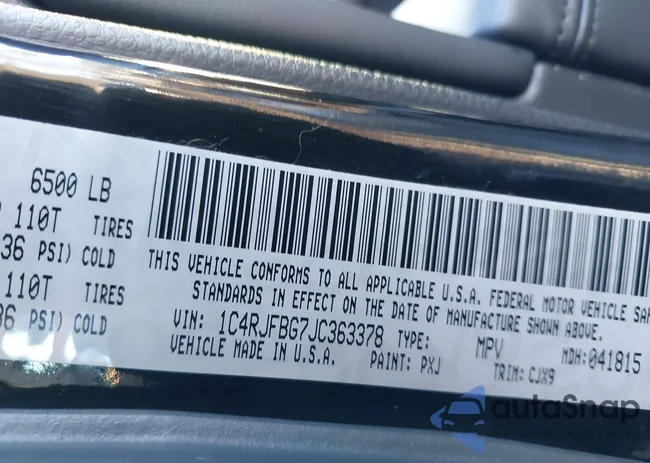 6500 LB
110T TIRES
36 PSI) COLD
110T TIRES
36 PSI) COLD
THIS VEHICLE CONFORMS TO ALL APPLICABLE U.S.A. FEDERAL MOTOR VEHICLE SAF
STANDARDS IN EFFECT ON THE DATE OF MANUFACTURE SHOWN ABOVE.
VIN: 1C4RJFBG7JC363378 TYPE: MPV MDH:041815
VEHICLE MADE IN U.S.A. PAINT: PXJ TRIM: CJX9
autoSnap